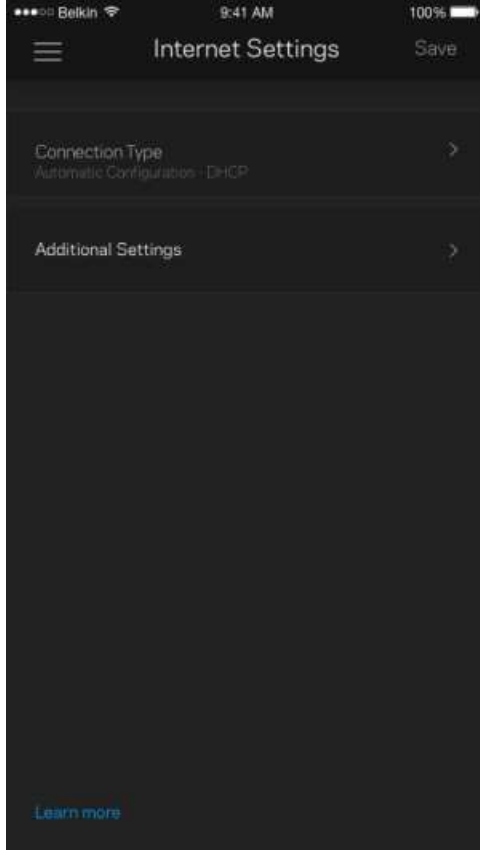 Belkin 9:41 AM 100%
Internet Settings Save
Connection Type
Automatic Configuration - DHCP
Additional Settings
Learn more